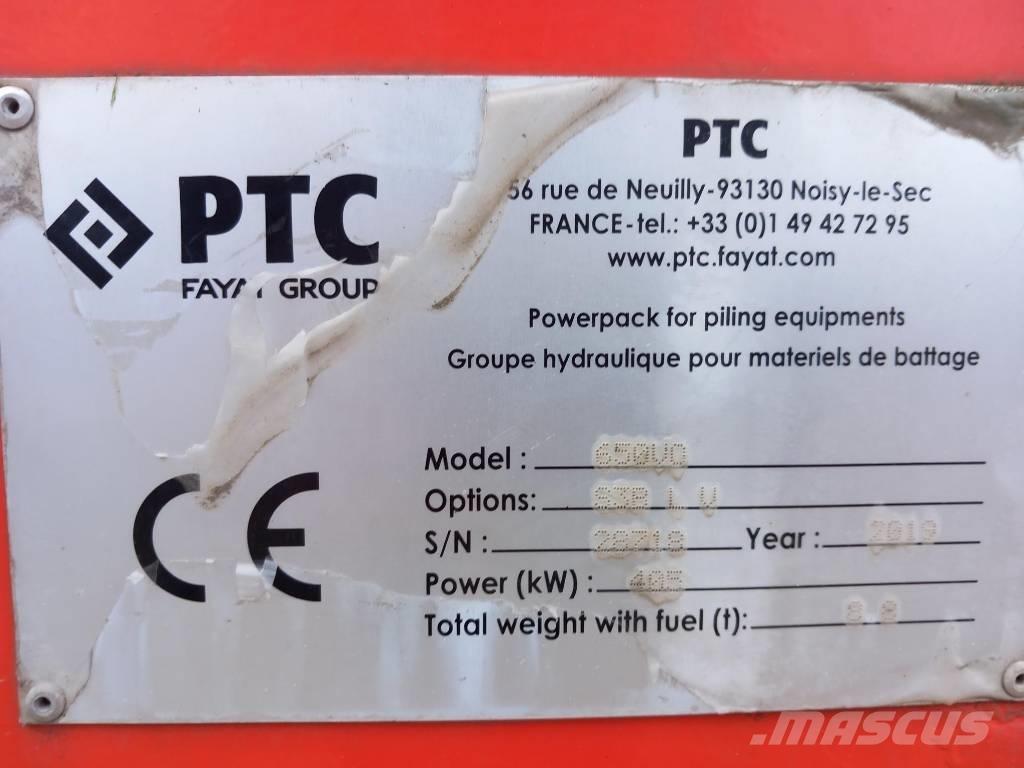 PTC
FAYAT GROUP
PTC
56 rue de Neuilly-93130 Noisy-le-Sec
FRANCE-tel.: +33 (0)1 49 42 72 95
www.ptc.fayat.com
Powerpack for piling equipments
Groupe hydraulique pour materiels de battage
CE
Model :
Options: L V
S/N : Year : 2019
Power (kW) :
Total weight with fuel (t):
MASCUS